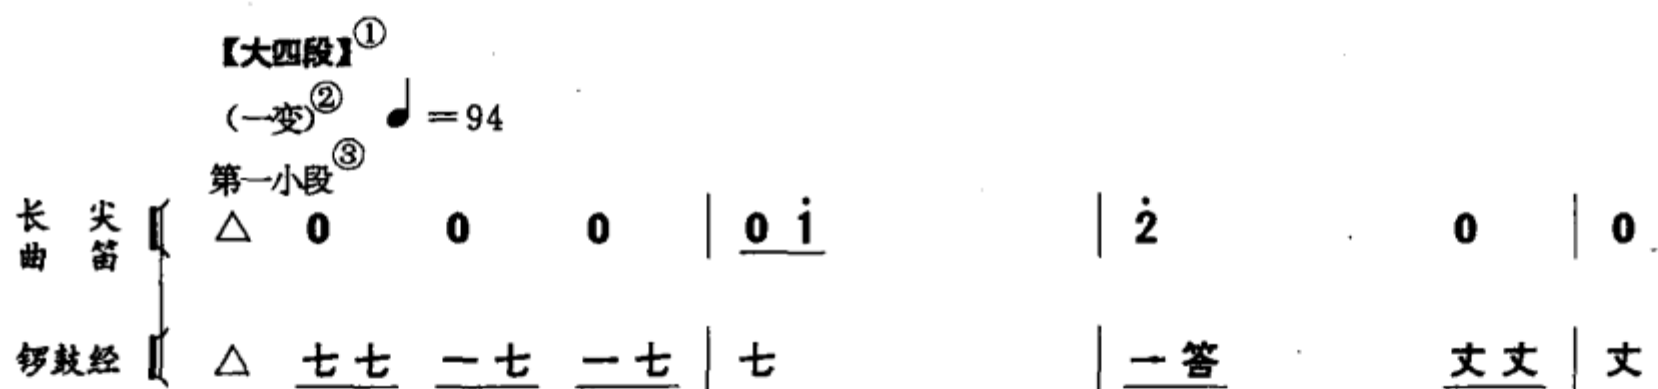 【大四段】①
（一变）② ♩=94
第一小段③
长尖 △ 0 0 0 | 0 1̇ | 2̇ 0 | 0
曲笛
锣鼓经 △ 七七 一七 一七 | 七 | 一答 丈丈 | 丈